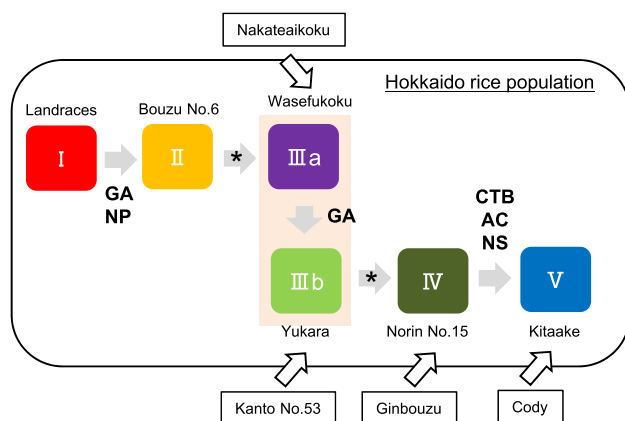 Nakateaikoku
Hokkaido rice population
Landraces
Bouzu No.6
Wasefukoku
Ⅰ
Ⅱ
*
Ⅲa
GA
NP
GA
CTB
AC
NS
Ⅲb
*
Ⅳ
Ⅴ
Yukara
Norin No.15
Kitaake
Kanto No.53
Ginbouzu
Cody